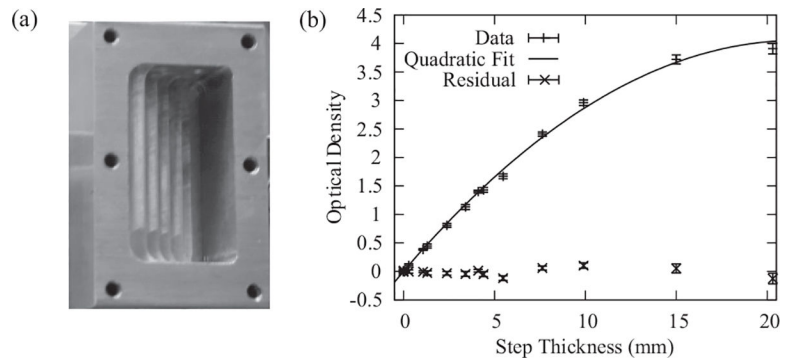 (a)
(b)
4.5
4
3.5
3
2.5
2
1.5
1
0.5
0
-0.5
Optical Density
Data
Quadratic Fit
Residual
0
5
10
15
20
Step Thickness (mm)